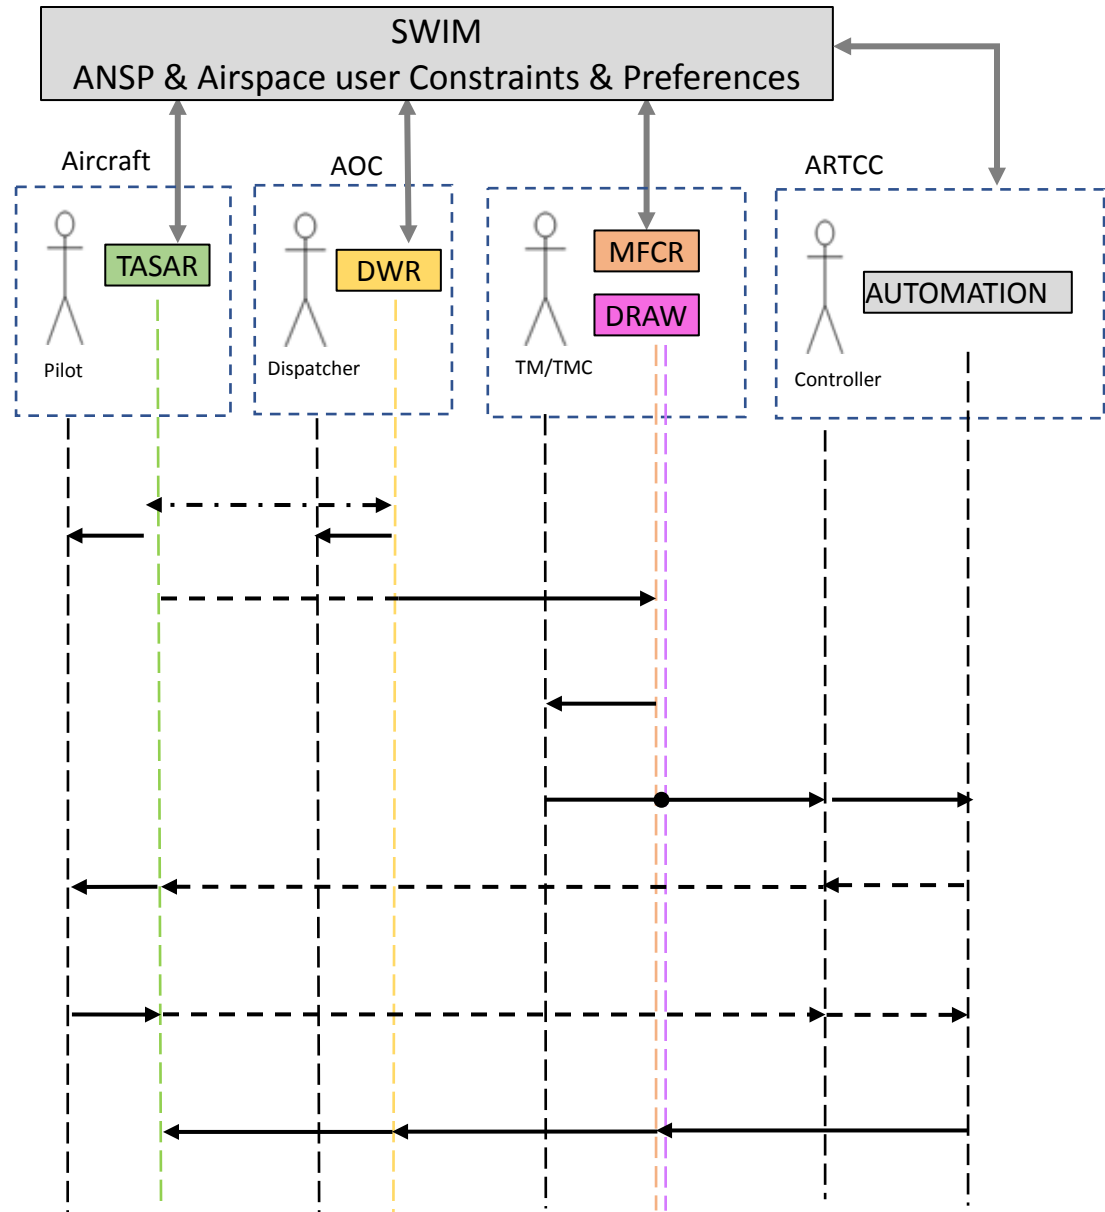 SWIM
ANSP & Airspace user Constraints & Preferences
Aircraft
AOC
ARTCC
TASAR
DWR
MFCR
DRAW
AUTOMATION
Pilot
Dispatcher
TM/TMC
Controller